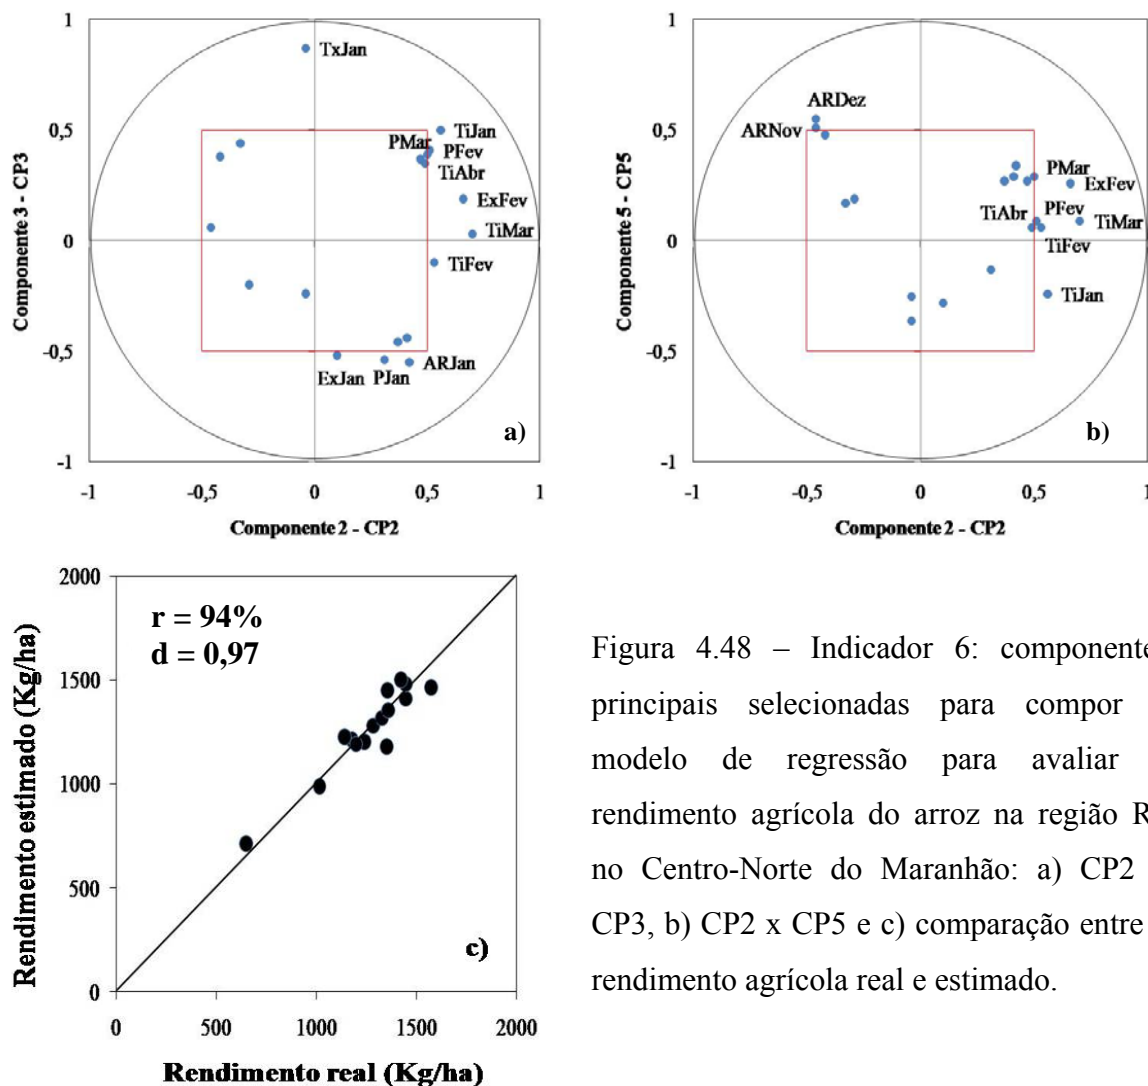 1
0,5
0
-0,5
-1
Componente 3 - CP3
TxJan
TiJan
PMar
PFev
TiAbr
ExFev
TiMar
TiFev
ARJan
ExJan
PJan
a)
-1
-0,5
0
0,5
1
Componente 2 - CP2
1
0,5
0
-0,5
-1
Componente 5 - CP5
ARDez
ARNov
PMar
ExFev
TiAbr
PFev
TiMar
TiFev
TiJan
b)
-1
-0,5
0
0,5
1
Componente 2 - CP2
2000
1500
1000
500
0
Rendimento estimado (Kg/ha)
r = 94%
d = 0,97
c)
0
500
1000
1500
2000
Rendimento real (Kg/ha)
Figura 4.48 – Indicador 6: componente
principais selecionadas para compor
modelo de regressão para avaliar
rendimento agrícola do arroz na região R
no Centro-Norte do Maranhão: a) CP2
CP3, b) CP2 x CP5 e c) comparação entre
rendimento agrícola real e estimado.